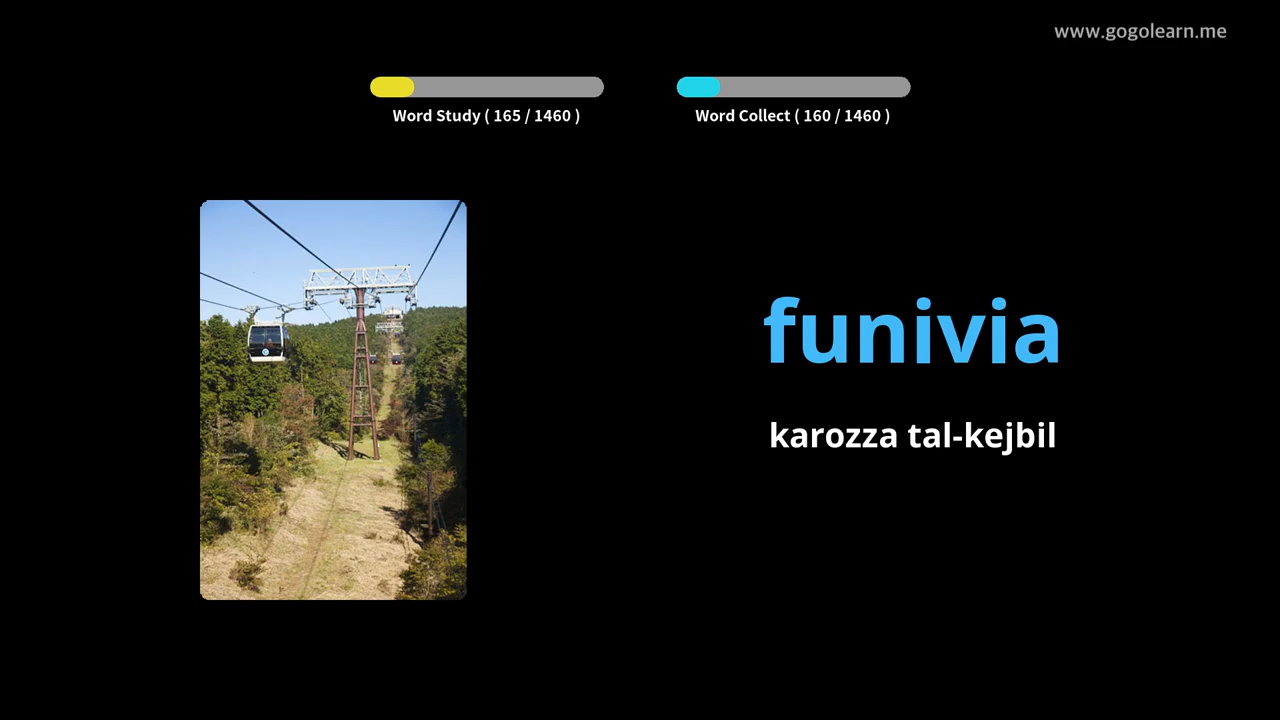 www.gogolearn.me
Word Study ( 165 / 1460 )
Word Collect ( 160 / 1460 )
funivia
karozza tal-kejbil